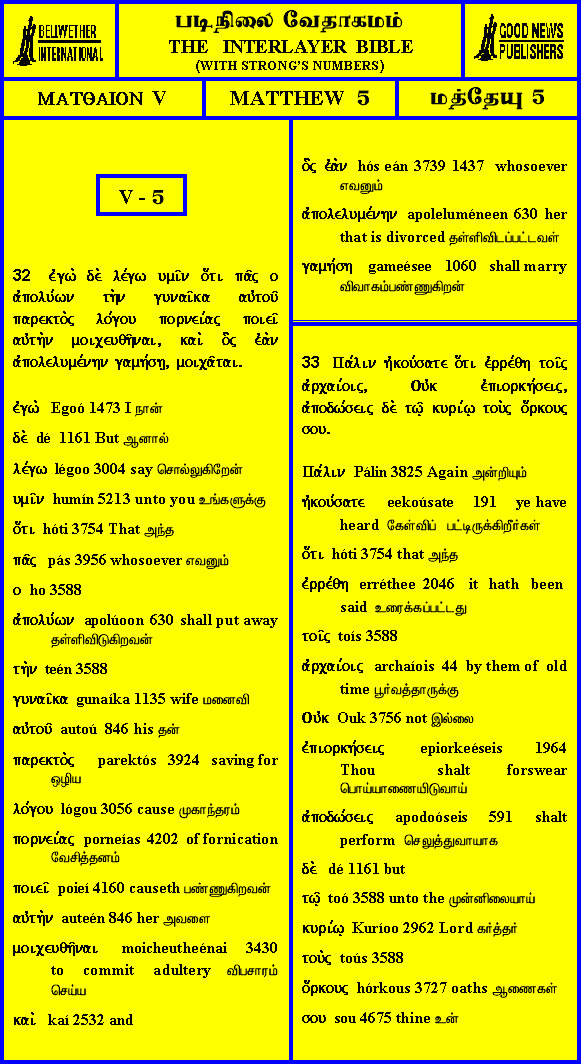 BELLWETHER
INTERNATIONAL
படிநிலை வேதாகமம்
THE INTERLAYER BIBLE
(WITH STRONG'S NUMBERS)
GOOD NEWS
PUBLISHERS
ΜΑΤΘΑΙΟΝ V
MATTHEW 5
மத்தேயு 5
V - 5
32 ἐγὼ δὲ λέγω υμῖν ὅτι πᾶς ο
ἀπολύων τὴν γυναῖκα αὐτοῦ
παρεκτὸς λόγου πορνείας ποιεῖ
αὐτὴν μοιχευθῆναι, καὶ ὃς ἐὰν
ἀπολελυμένην γαμήσῃ, μοιχᾶται.
ἐγὼ Egoó 1473 I நான்
δὲ dé 1161 But ஆனால்
λέγω légoo 3004 say சொல்லுகிறேன்
υμῖν humín 5213 unto you உங்களுக்கு
ὅτι hóti 3754 That அந்த
πᾶς pás 3956 whosoever எவனும்
ο ho 3588
ἀπολύων apolúoon 630 shall put away
தள்ளிவிடுகிறவன்
τὴν teén 3588
γυναῖκα gunaíka 1135 wife மனைவி
αὐτοῦ autoú 846 his தன்
παρεκτὸς parektós 3924 saving for
ஒழிய
λόγου lógou 3056 cause முகாந்தரம்
πορνείας porneías 4202 of fornication
வேசித்தனம்
ποιεῖ poieí 4160 causeth பண்ணுகிறவன்
αὐτὴν auteén 846 her அவளை
μοιχευθῆναι moicheutheénai 3430
to commit adultery விபசாரம்
செய்ய
καὶ kaí 2532 and
ὃς ἐὰν hós eán 3739 1437 whosoever
எவனும்
ἀπολελυμένην apoleluméneen 630 her
that is divorced தள்ளிவிடப்பட்டவள்
γαμήσῃ gameésee 1060 shall marry
விவாகம்பண்ணுகிறன்
33 Πάλιν ἠκούσατε ὅτι ἐρρέθη τοῖς
ἀρχαίοις, Οὐκ ἐπιορκήσεις,
ἀποδώσεις δὲ τῷ κυρίῳ τοὺς ὅρκους
σου.
Πάλιν Pálin 3825 Again அன்றியும்
ἠκούσατε eekoúsate 191 ye have
heard கேள்விப் பட்டிருக்கிறீர்கள்
ὅτι hóti 3754 that அந்த
ἐρρέθη erréthee 2046 it hath been
said உரைக்கப்பட்டது
τοῖς toís 3588
ἀρχαίοις archaíois 44 by them of old
time பூர்வத்தாருக்கு
Οὐκ Ouk 3756 not இல்லை
ἐπιορκήσεις epiorkeéseis 1964
Thou shalt forswear
பொய்யாணையிடுவாய்
ἀποδώσεις apodoóseis 591 shalt
perform செலுத்துவாயாக
δὲ dé 1161 but
τῷ toó 3588 unto the முன்னிலையாய்
κυρίῳ Kuríoo 2962 Lord கர்த்தர்
τοὺς toús 3588
ὅρκους hórkous 3727 oaths ஆணைகள்
σου sou 4675 thine உன்